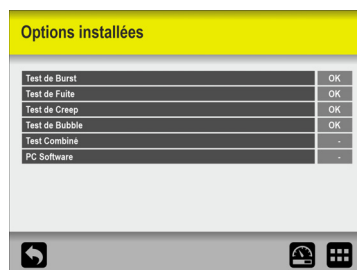 Options installées
Test de Burst OK
Test de Fuite OK
Test de Creep OK
Test de Bubble OK
Test Combiné -
PC Software -